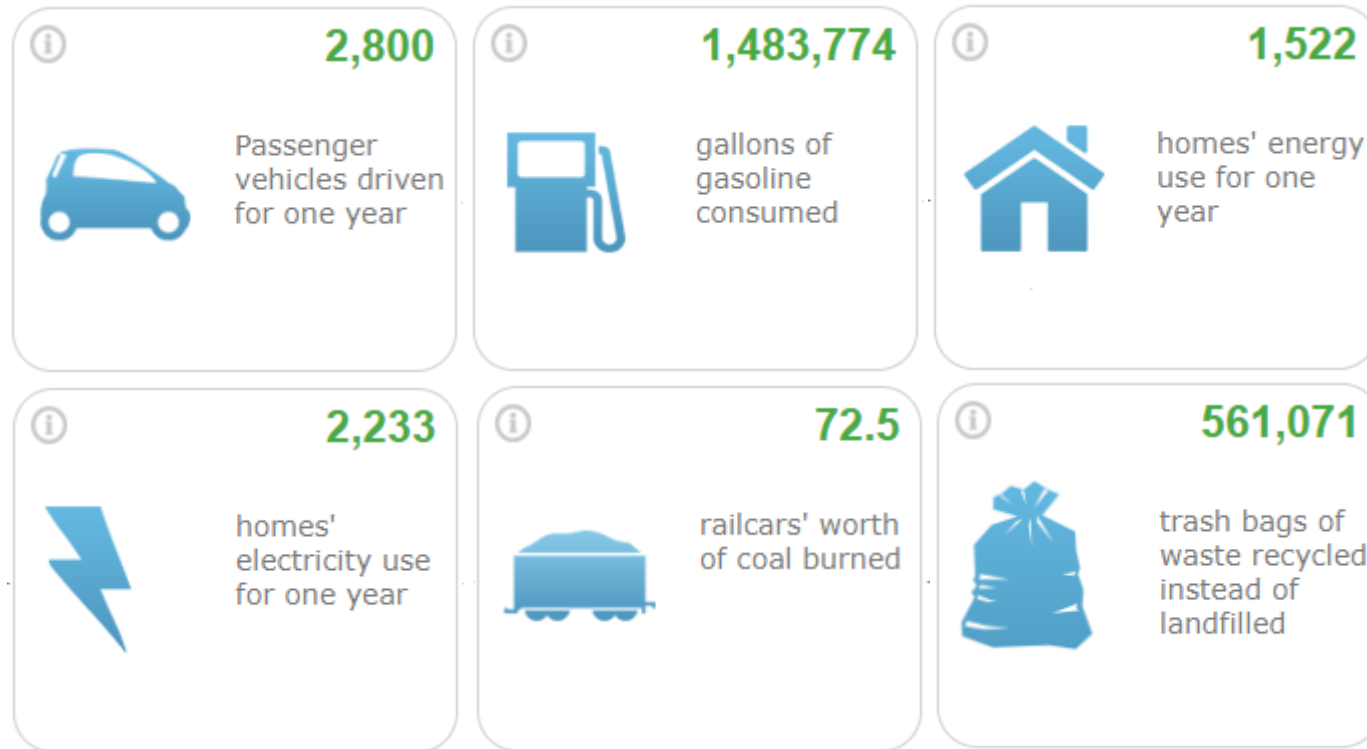 2,800
Passenger
vehicles driven
for one year
1,483,774
gallons of
gasoline
consumed
1,522
homes' energy
use for one
year
2,233
homes'
electricity use
for one year
72.5
railcars' worth
of coal burned
561,071
trash bags of
waste recycled
instead of
landfilled